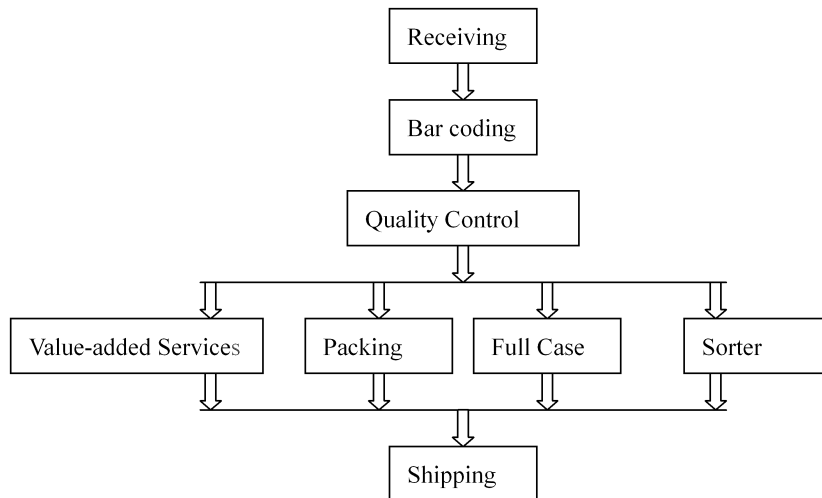 Receiving
Bar coding
Quality Control
Value-added Services
Packing
Full Case
Sorter
Shipping